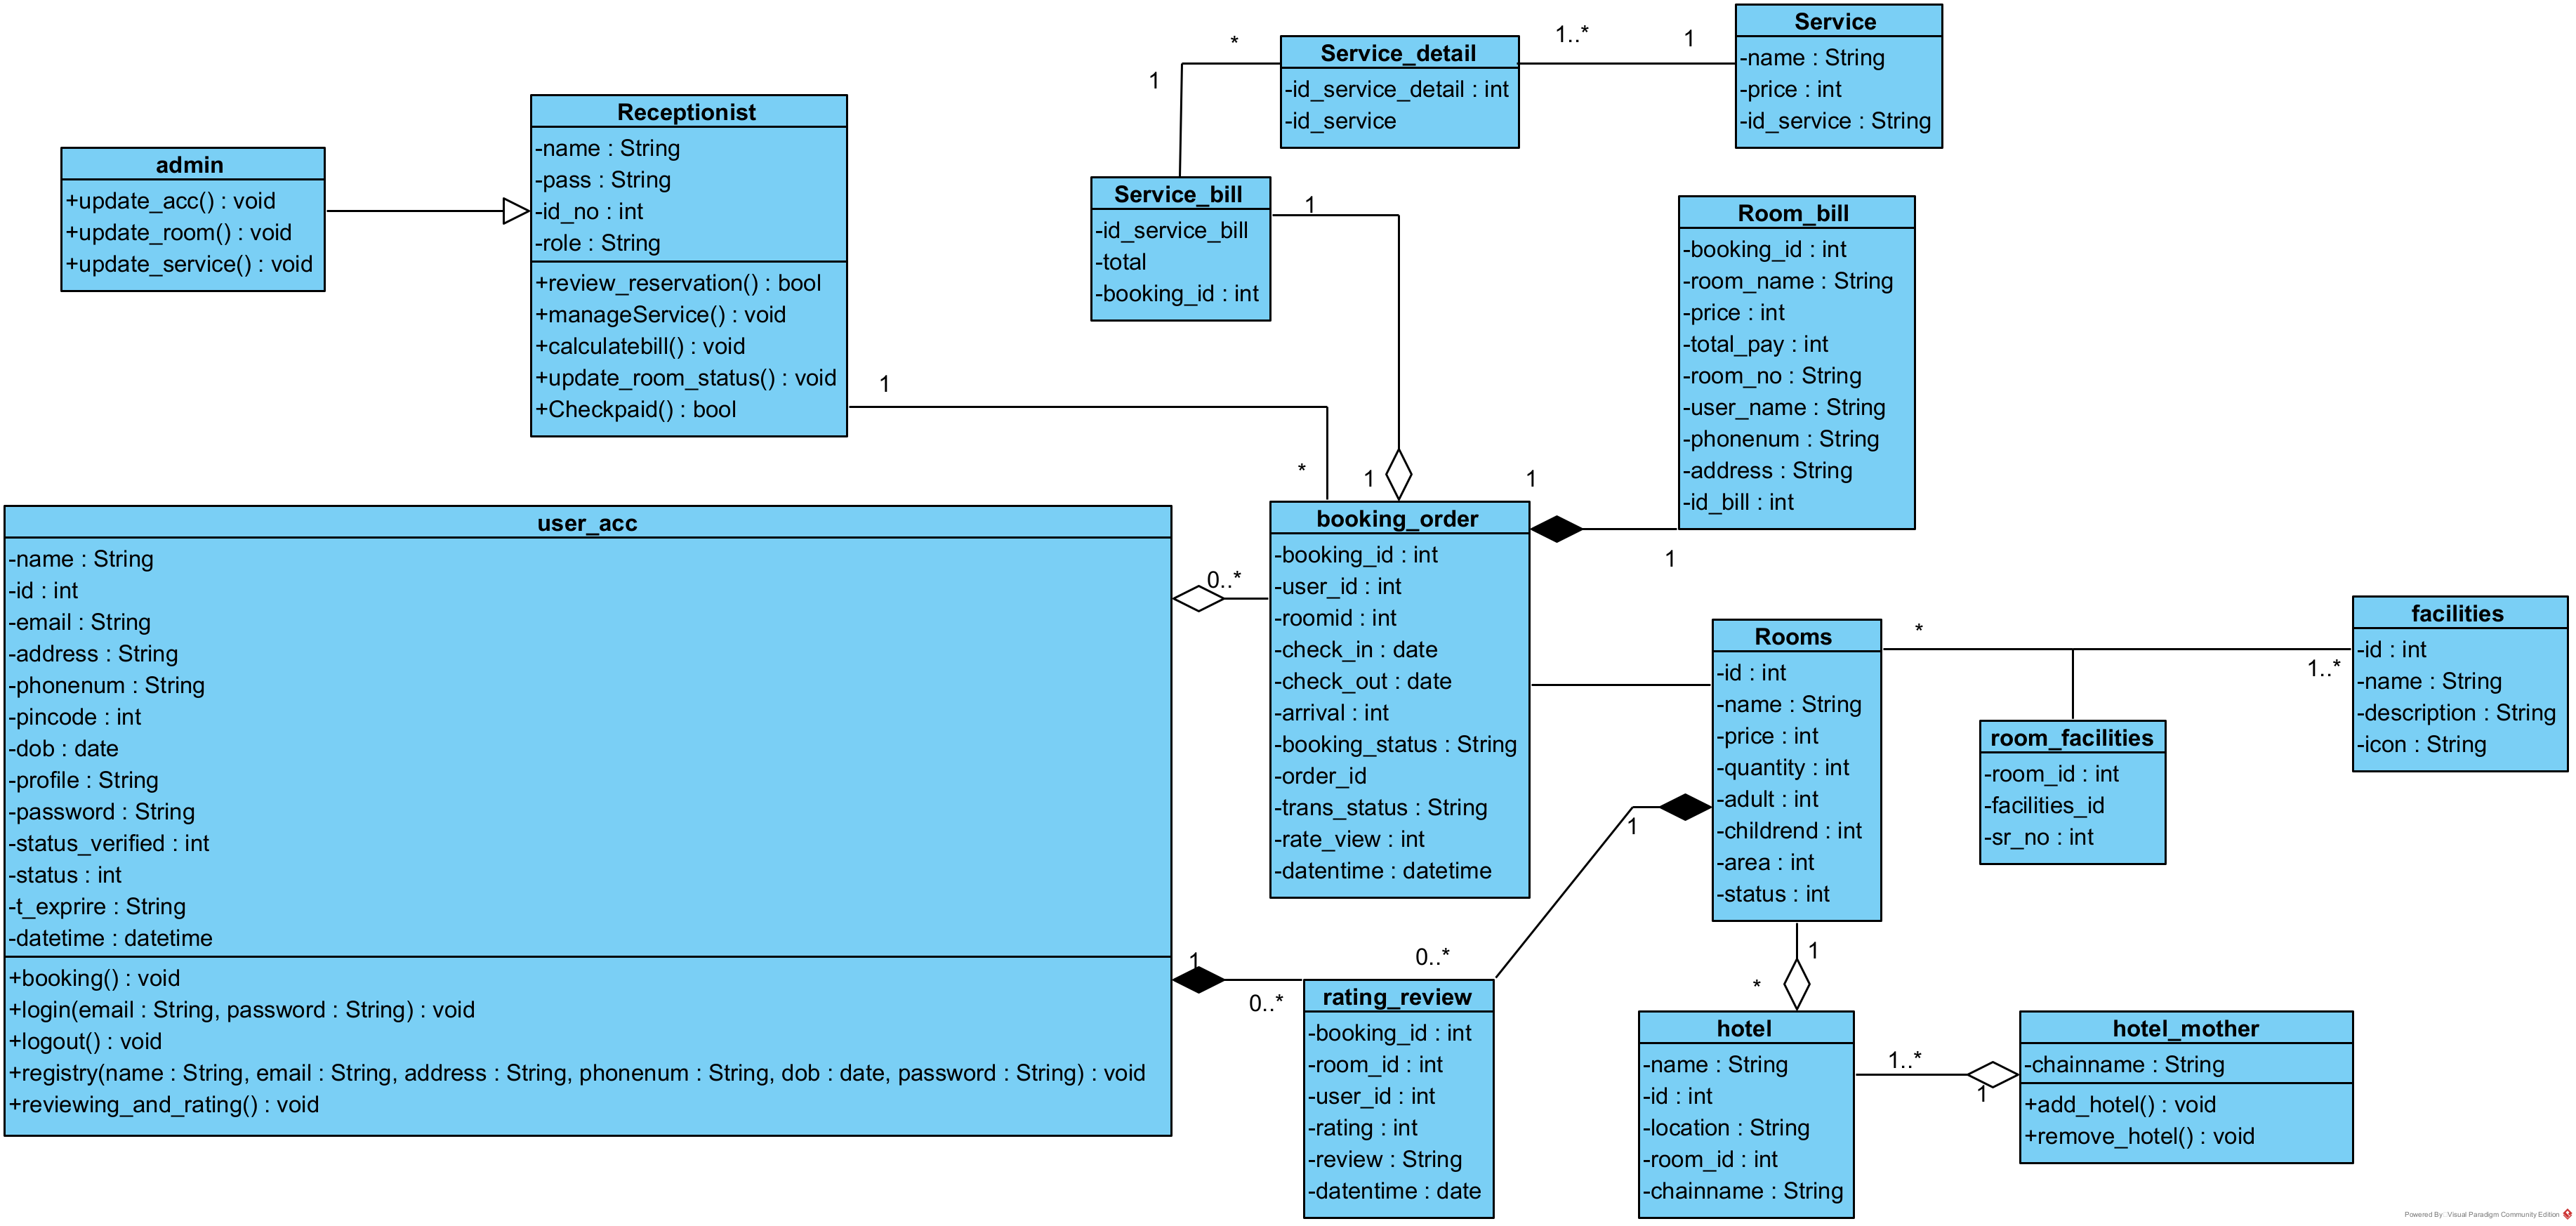 Service
-name : String
-price : int
-id_service : String
1..*
1
Service_detail
-id_service_detail : int
-id_service
*
1
Receptionist
-name : String
-pass : String
-id_no : int
-role : String
+review_reservation() : bool
+manageService() : void
+calculatebill() : void
+update_room_status() : void
+Checkpaid() : bool
admin
+update_acc() : void
+update_room() : void
+update_service() : void
Service_bill
-id_service_bill
-total
-booking_id : int
1
Room_bill
-booking_id : int
-room_name : String
-price : int
-total_pay : int
-room_no : String
-user_name : String
-phonenum : String
-address : String
-id_bill : int
1
*
1
1
1
user_acc
-name : String
-id : int
-email : String
-address : String
-phonenum : String
-pincode : int
-dob : date
-profile : String
-password : String
-status_verified : int
-status : int
-t_exprire : String
-datetime : datetime
+booking() : void
+login(email : String, password : String) : void
+logout() : void
+registry(name : String, email : String, address : String, phonenum : String, dob : date, password : String) : void
+reviewing_and_rating() : void
0..*
booking_order
-booking_id : int
-user_id : int
-roomid : int
-check_in : date
-check_out : date
-arrival : int
-booking_status : String
-order_id
-trans_status : String
-rate_view : int
-datentime : datetime
Rooms
-id : int
-name : String
-price : int
-quantity : int
-adult : int
-childrend : int
-area : int
-status : int
*
1..*
facilities
-id : int
-name : String
-description : String
-icon : String
room_facilities
-room_id : int
-facilities_id
-sr_no : int
1
0..*
1
0..*
rating_review
-booking_id : int
-room_id : int
-user_id : int
-rating : int
-review : String
-datentime : date
1
*
hotel
-name : String
-id : int
-location : String
-room_id : int
-chainname : String
1..*
1
hotel_mother
-chainname : String
+add_hotel() : void
+remove_hotel() : void
Powered By Visual Paradigm Community Edition